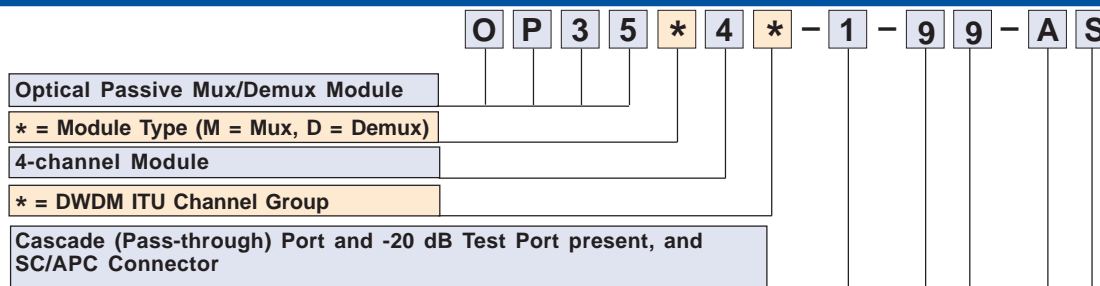 O P 3 5 * 4 * – 1 – 9 9 – A S
Optical Passive Mux/Demux Module
* = Module Type (M = Mux, D = Demux)
4-channel Module
* = DWDM ITU Channel Group
Cascade (Pass-through) Port and -20 dB Test Port present, and
SC/APC Connector